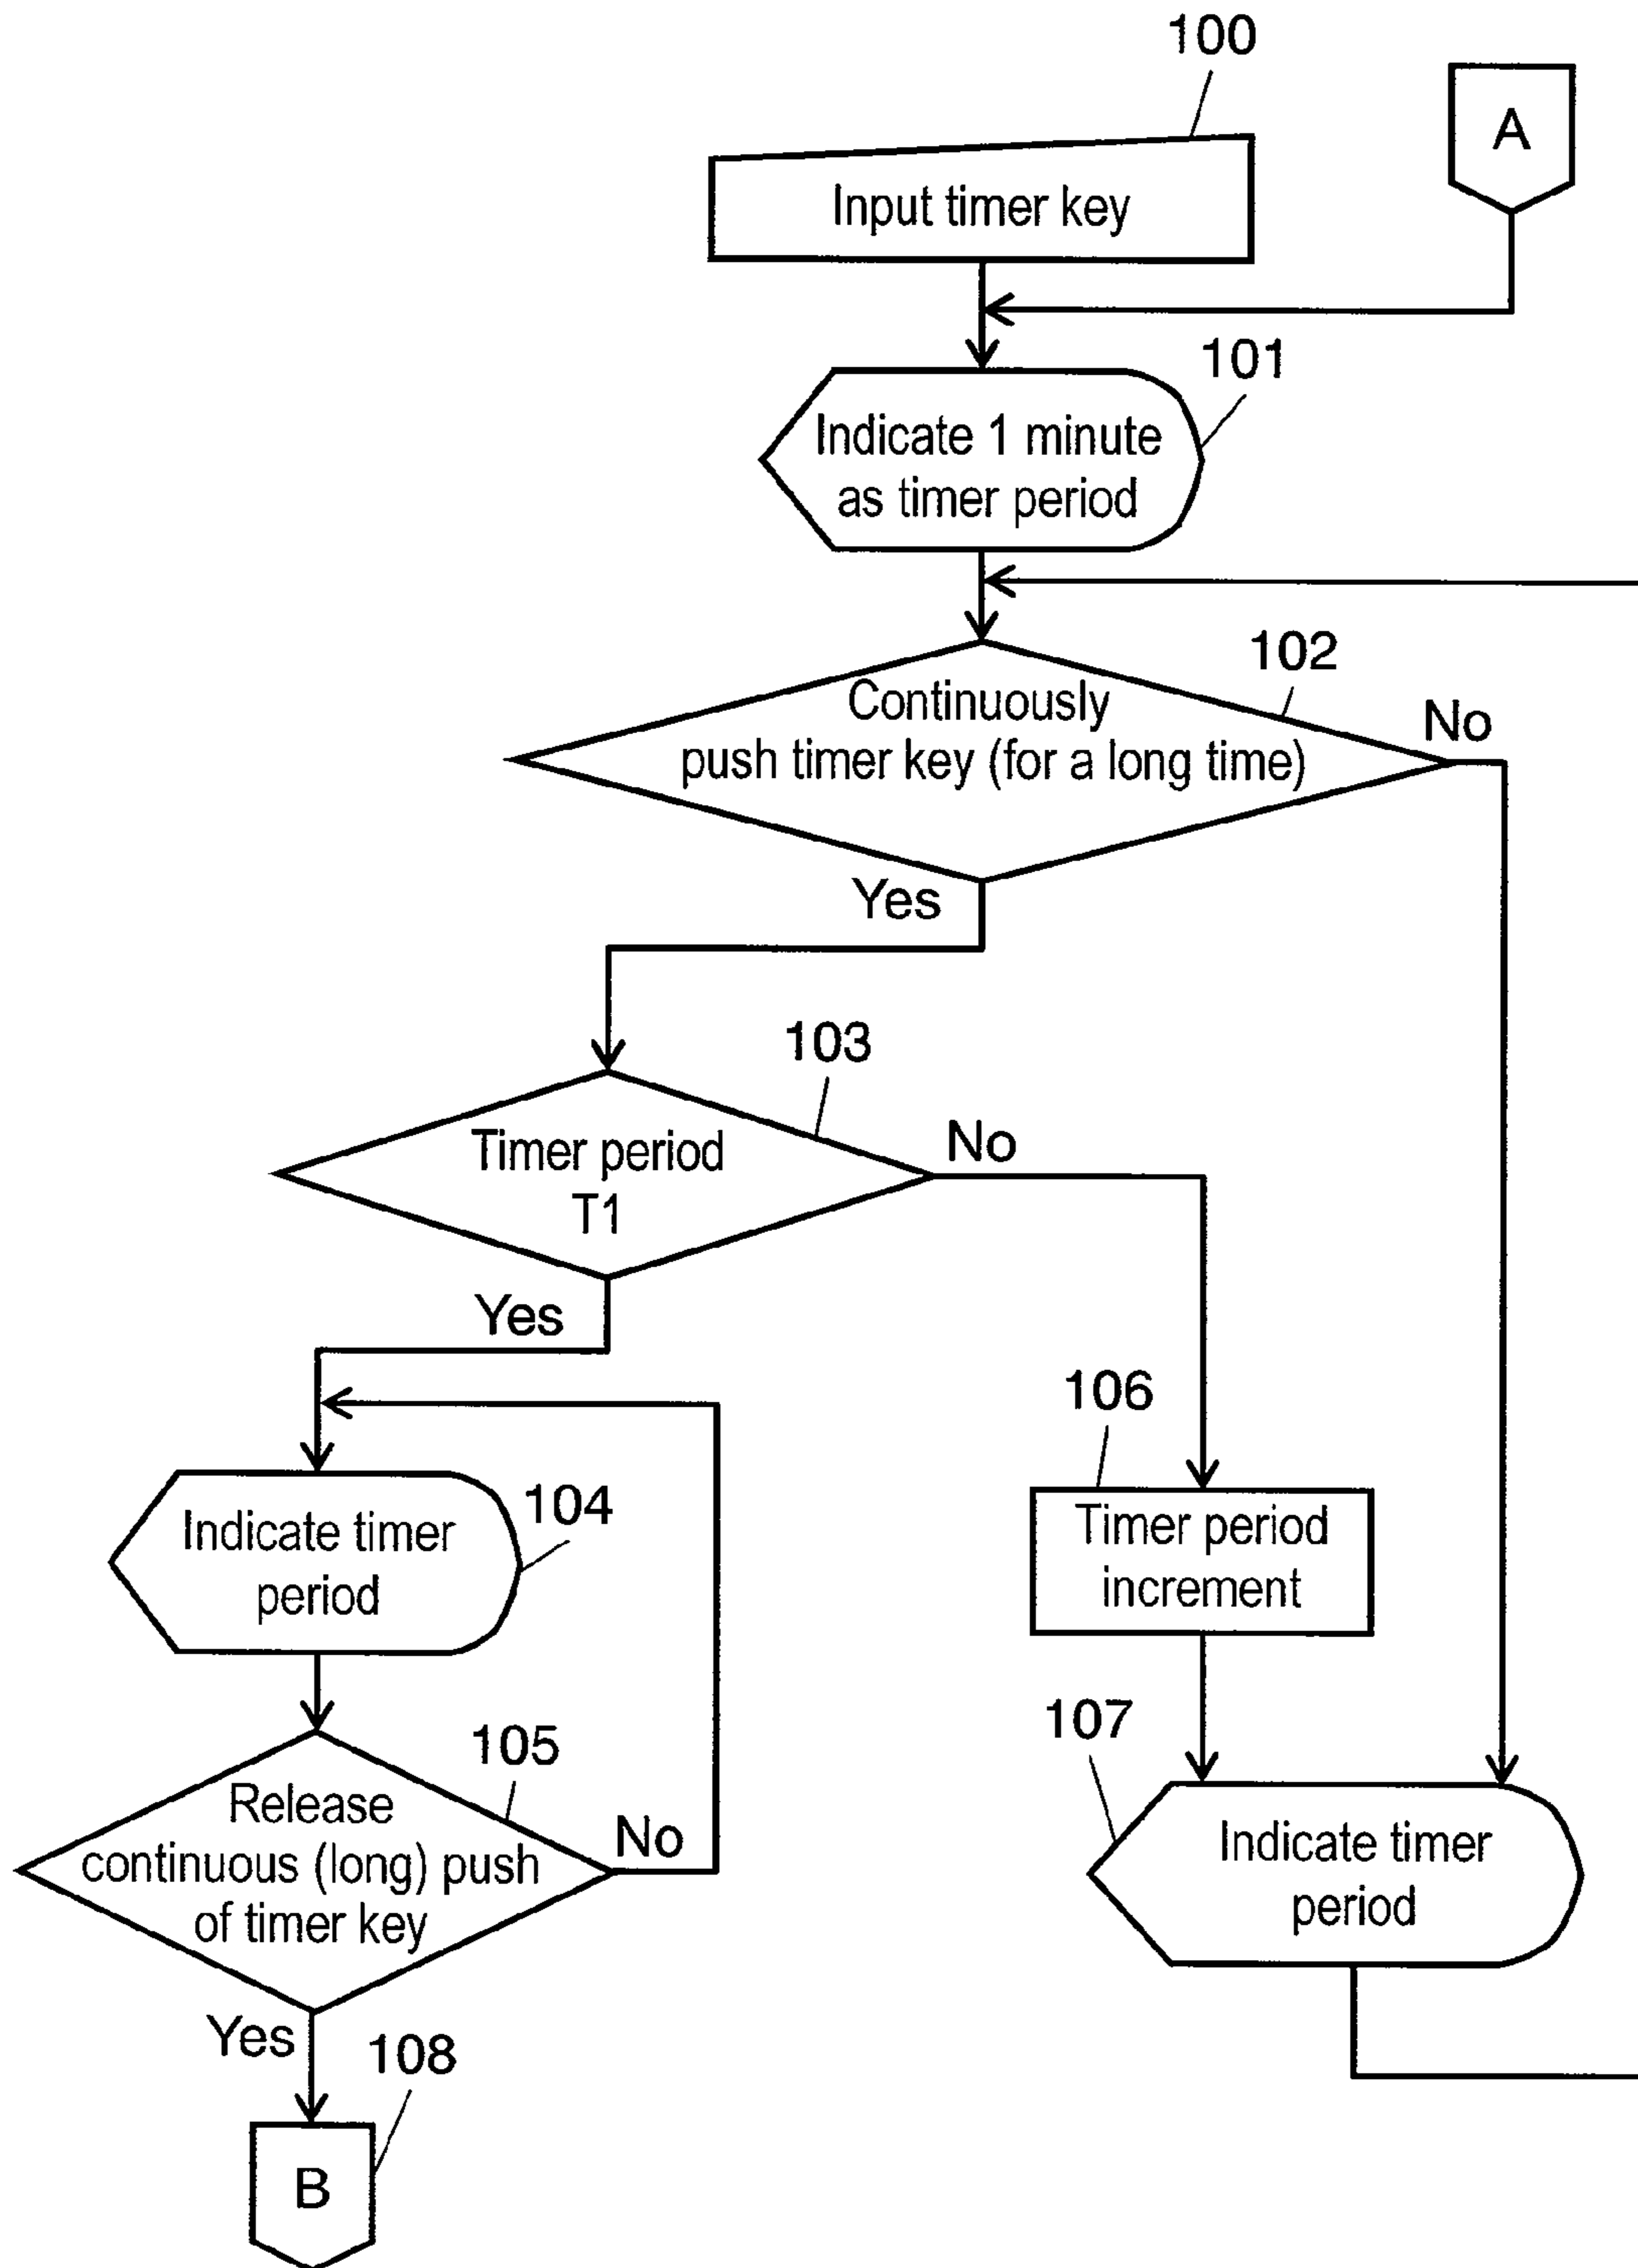 100
A
Input timer key
101
Indicate 1 minute
as timer period
102
Continuously
push timer key (for a long time)
No
Yes
103
Timer period
T1
No
Yes
106
Timer period
increment
104
Indicate timer
period
107
Indicate timer
period
105
Release
continuous (long) push
of timer key
No
Yes
108
B